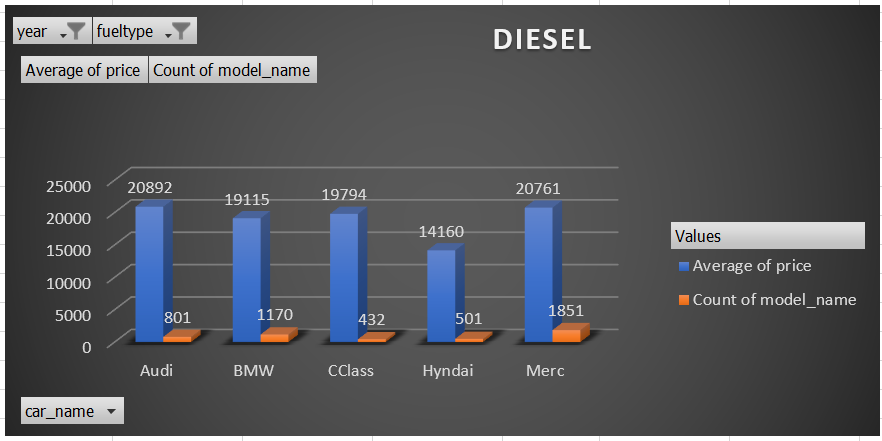 year fueltype
DIESEL
Average of price Count of model_name
25000
20000
15000
10000
5000
0
20892
801
19115
1170
19794
432
14160
501
20761
1851
Audi BMW CClass Hyndai Merc
Values
Average of price
Count of model_name
car_name